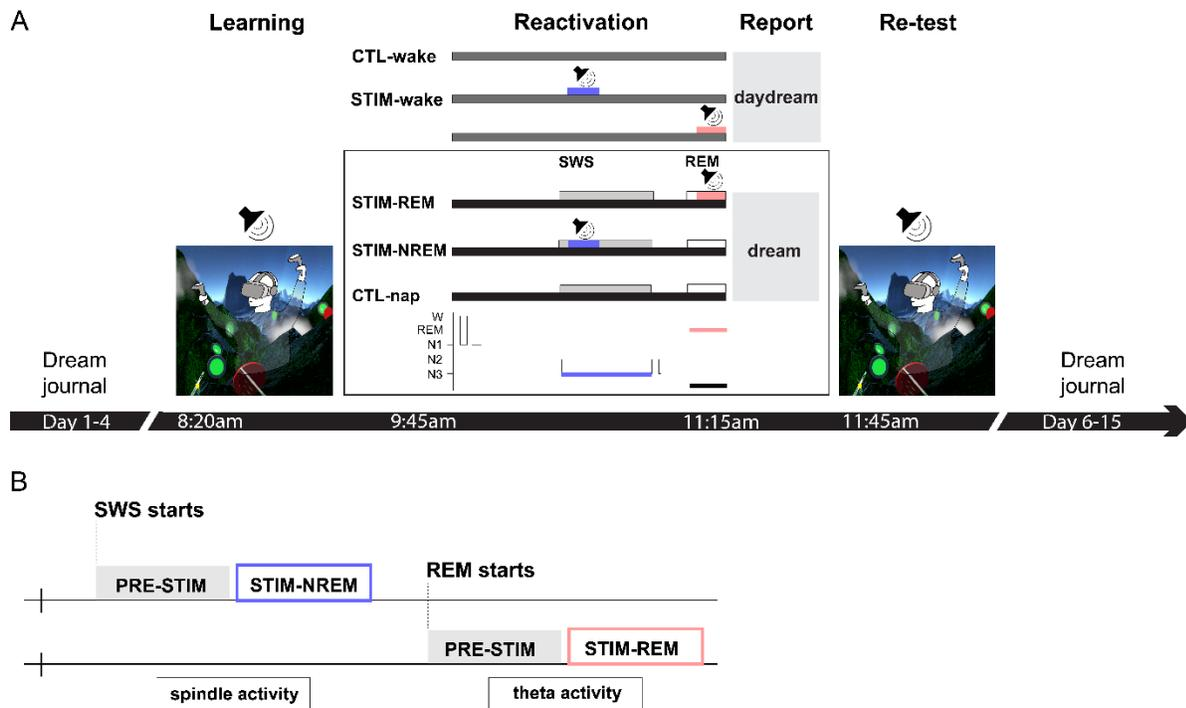 A
Learning
Reactivation
Report
Re-test
CTL-wake
STIM-wake
daydream
SWS
REM
STIM-REM
STIM-NREM
dream
CTL-nap
W
REM
N1
N2
N3
Dream
journal
Dream
journal
Day 1-4
8:20am
9:45am
11:15am
11:45am
Day 6-15
B
SWS starts
PRE-STIM
STIM-NREM
REM starts
PRE-STIM
STIM-REM
spindle activity
theta activity